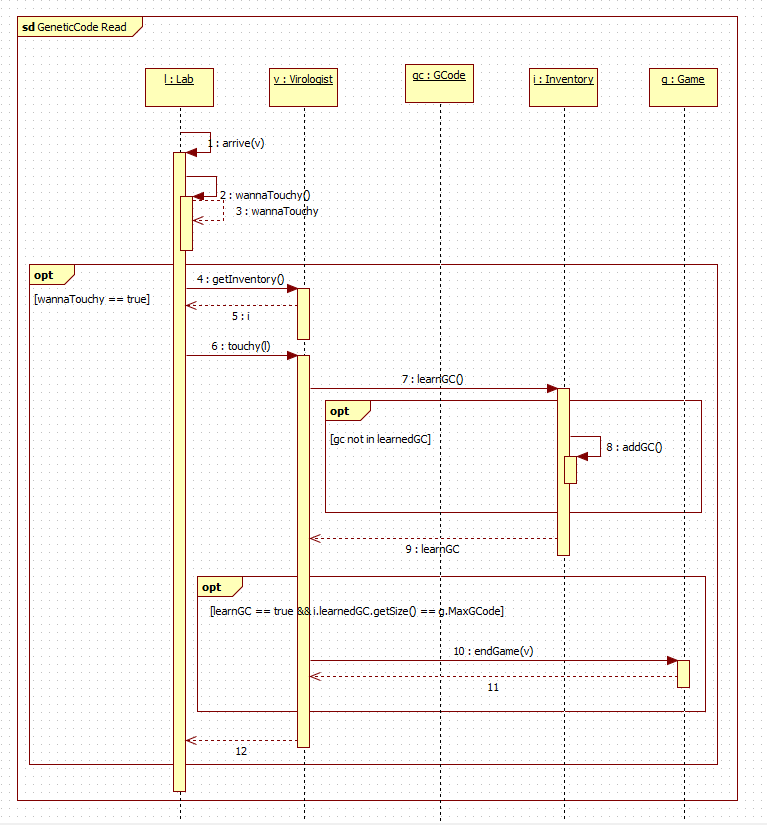 sd GeneticCode Read
l : Lab
v : Virologist
gc : GCode
i : Inventory
g : Game
1 : arrive(v)
2 : wannaTouchy()
3 : wannaTouchy
opt
[wannaTouchy == true]
4 : getInventory()
5 : i
6 : touchy(l)
7 : learnGC()
opt
[gc not in learnedGC]
8 : addGC()
9 : learnGC
opt
[learnGC == true && i.learnedGC.getSize() == g.MaxGCode]
10 : endGame(v)
11
12